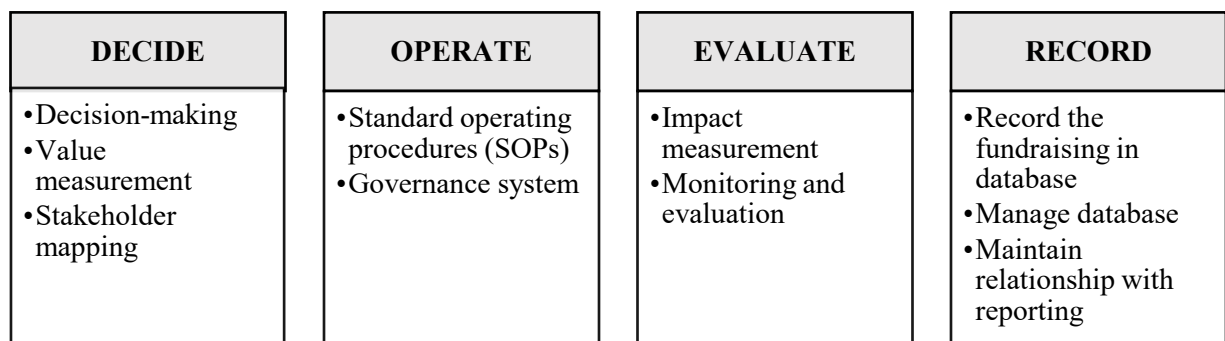 DECIDE
•Decision-making
•Value
measurement
•Stakeholder
mapping
OPERATE
•Standard operating
procedures (SOPs)
•Governance system
EVALUATE
•Impact
measurement
•Monitoring and
evaluation
RECORD
•Record the
fundraising in
database
•Manage database
•Maintain
relationship with
reporting